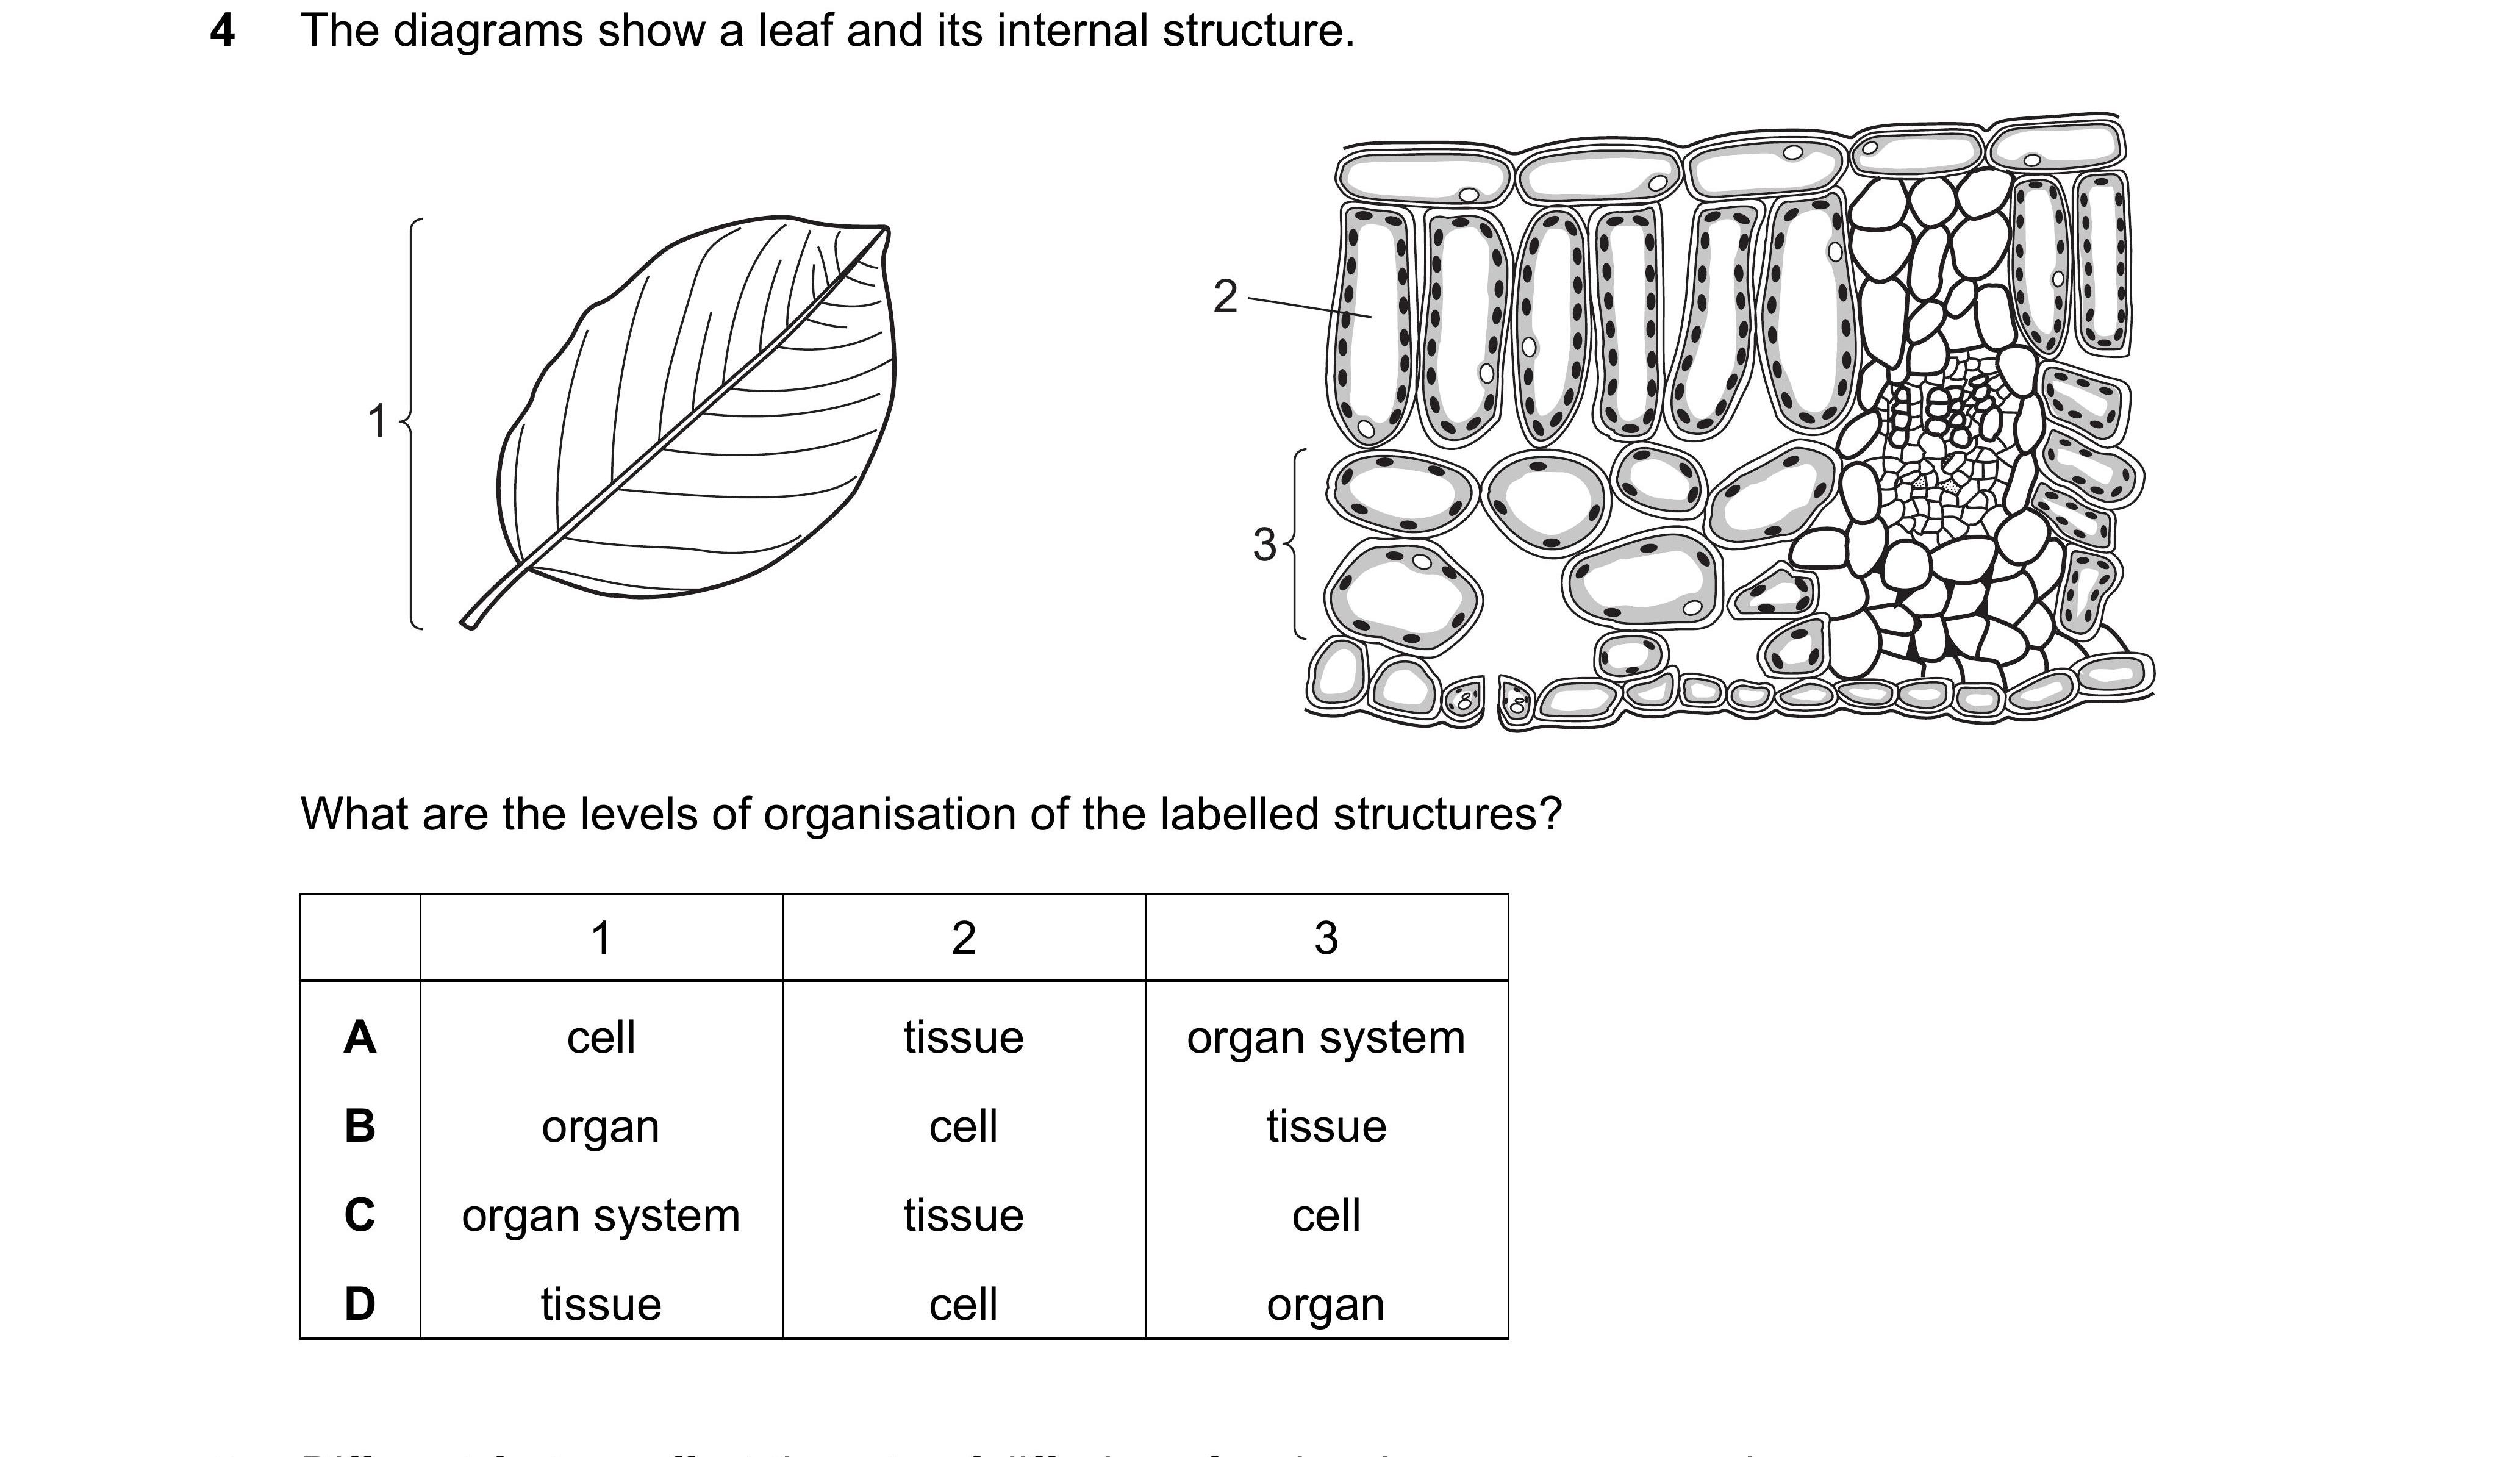 4 The diagrams show a leaf and its internal structure.
1
2
3
What are the levels of organisation of the labelled structures?
1 2 3
A cell tissue organ system
B organ cell tissue
C organ system tissue cell
D tissue cell organ